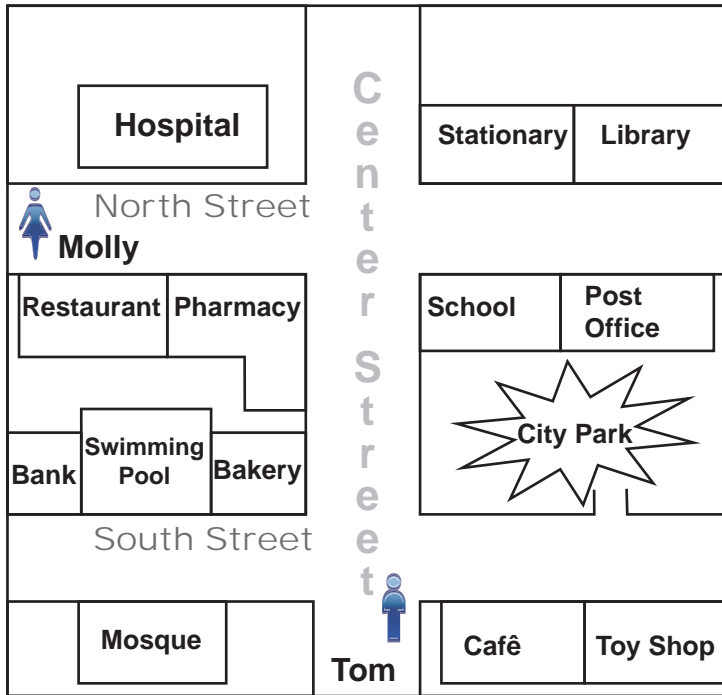 Hospital
Center Street
Stationary
Library
North Street
Molly
Restaurant
Pharmacy
School
Post
Office
City Park
Swimming
Pool
Bank
Bakery
South Street
Mosque
Tom
Cafê
Toy Shop